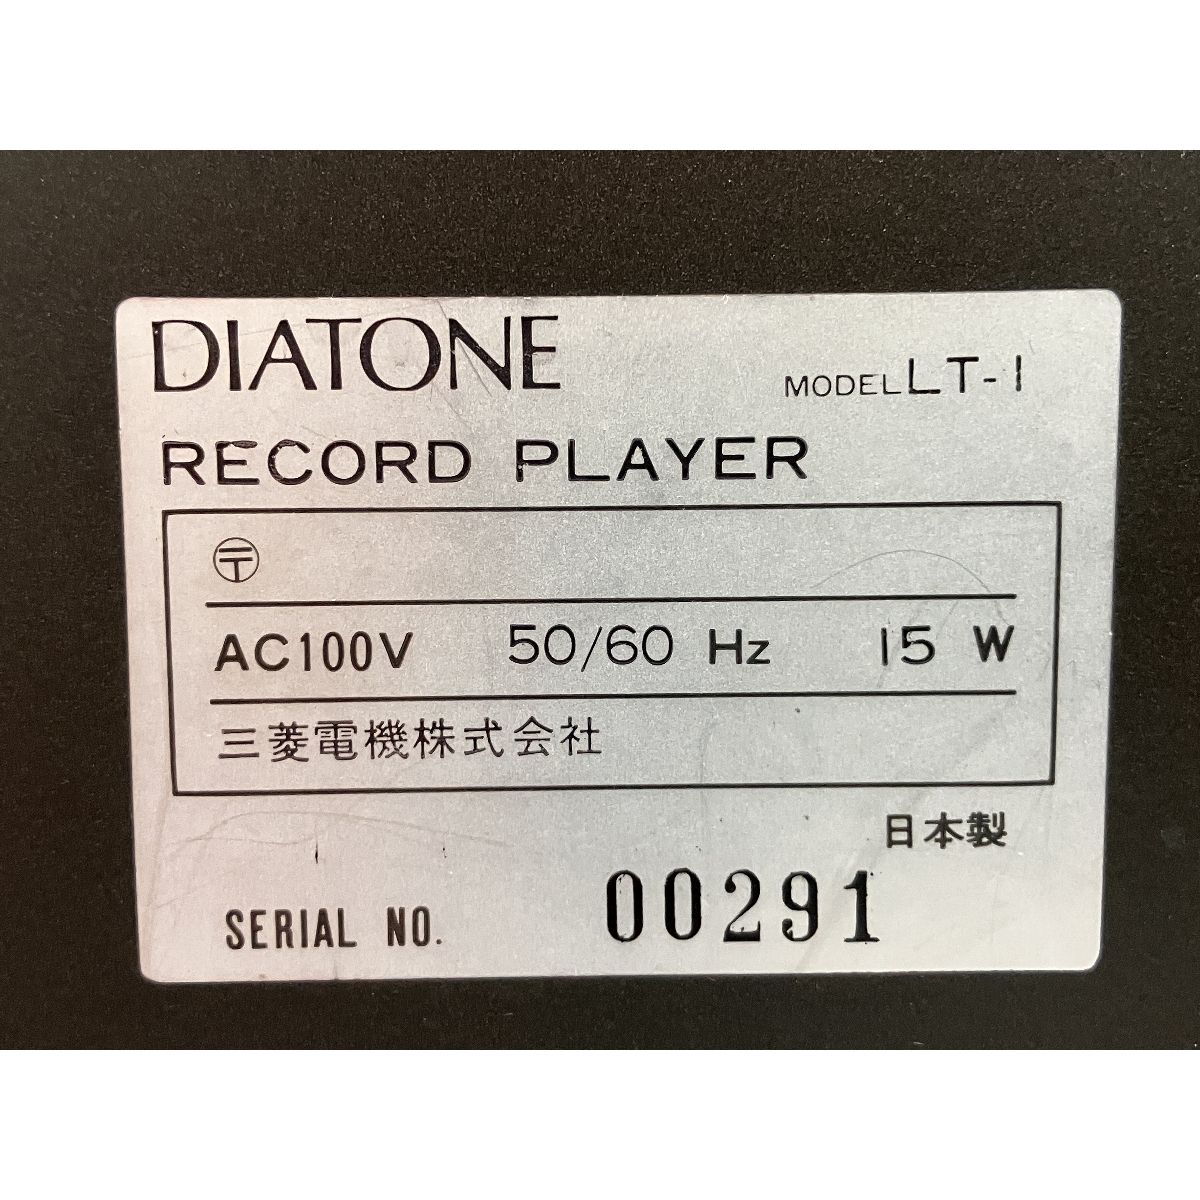 DIATONE
MODEL LT-1
RECORD PLAYER
〒
AC100V 50/60 Hz 15 W
三菱電機株式会社
日本製
SERIAL NO. 00291